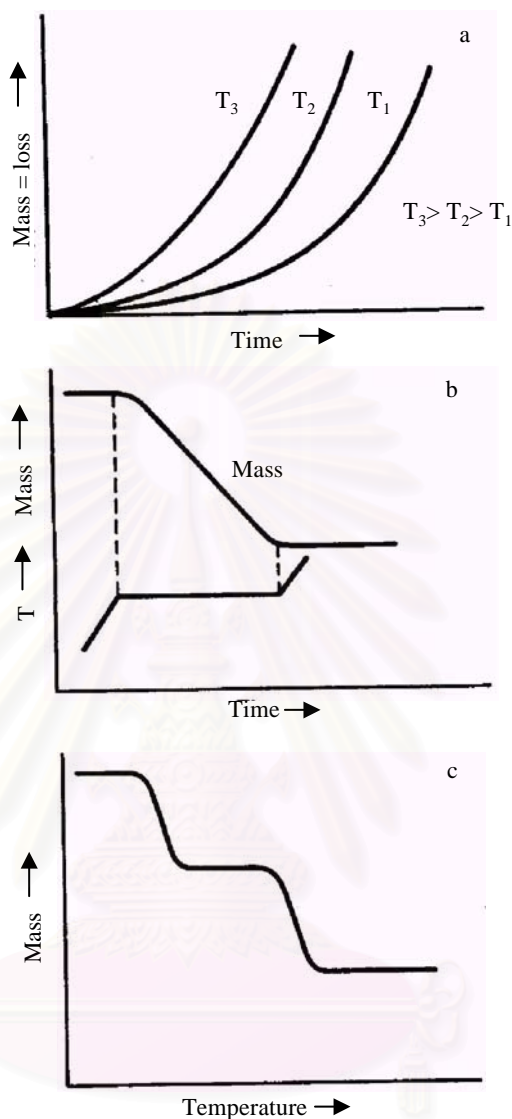 a
Mass = loss
T3
T2
T1
T3> T2> T1
Time
b
Mass
Mass
T
Time
c
Mass
Temperature